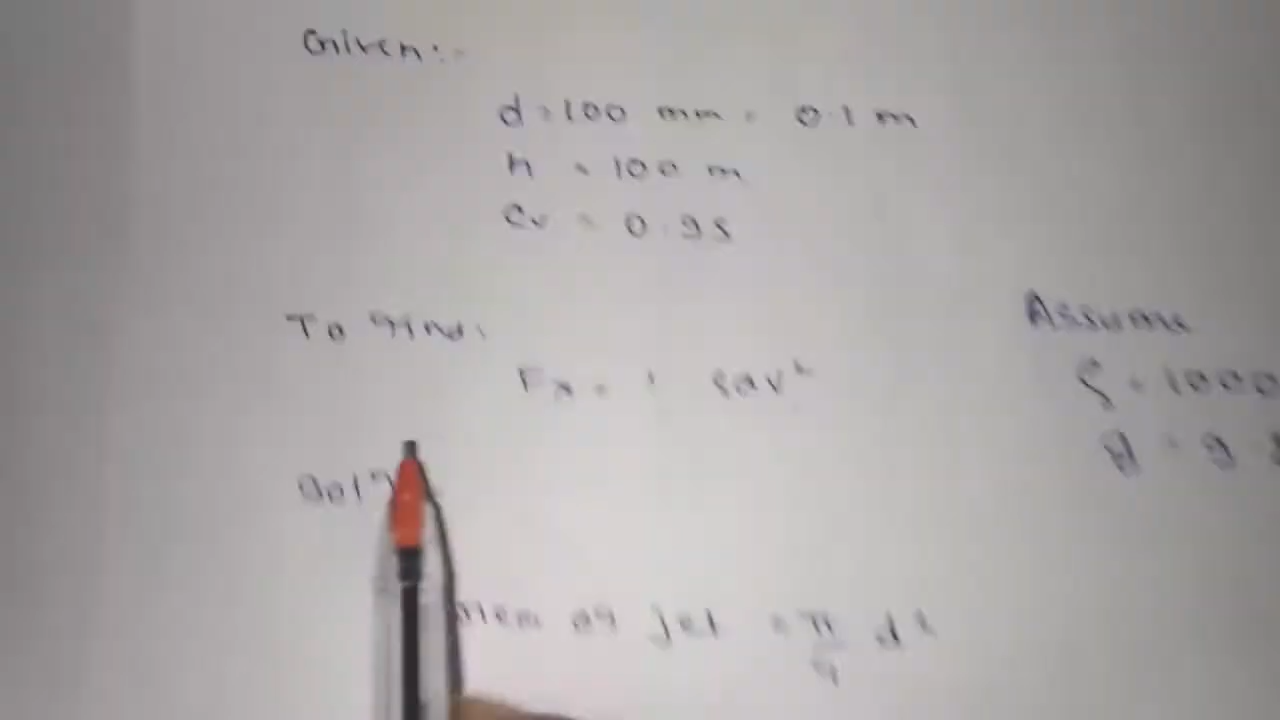 Given:-
d = 100 mm = 0.1 m
H = 100 m
Cv = 0.95
To find:
Assume
Fx = ρav²
ρ = 1000
g = 9.
Sol
Area of jet = π/4 d²